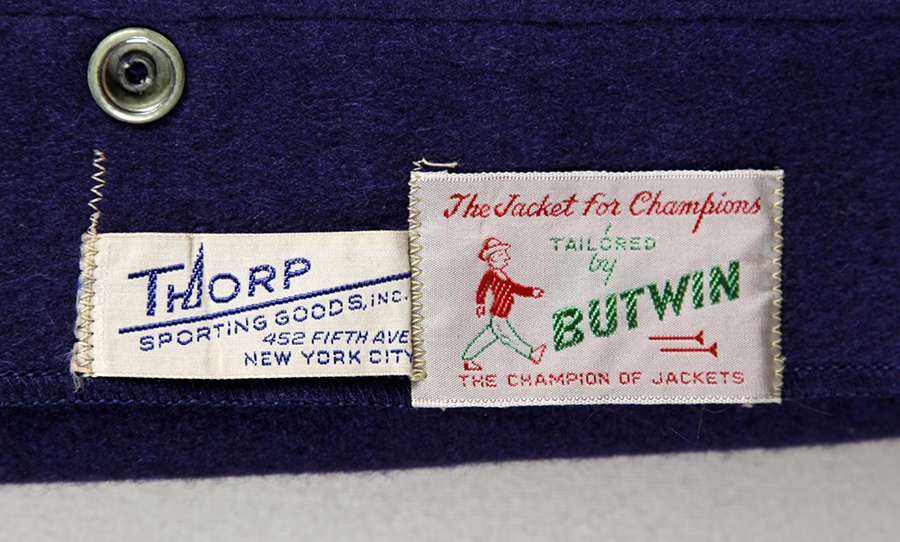 THORP
SPORTING GOODS, INC.
452 FIFTH AVE
NEW YORK CITY
The Jacket for Champions
TAILORED
by
BUTWIN
THE CHAMPION OF JACKETS